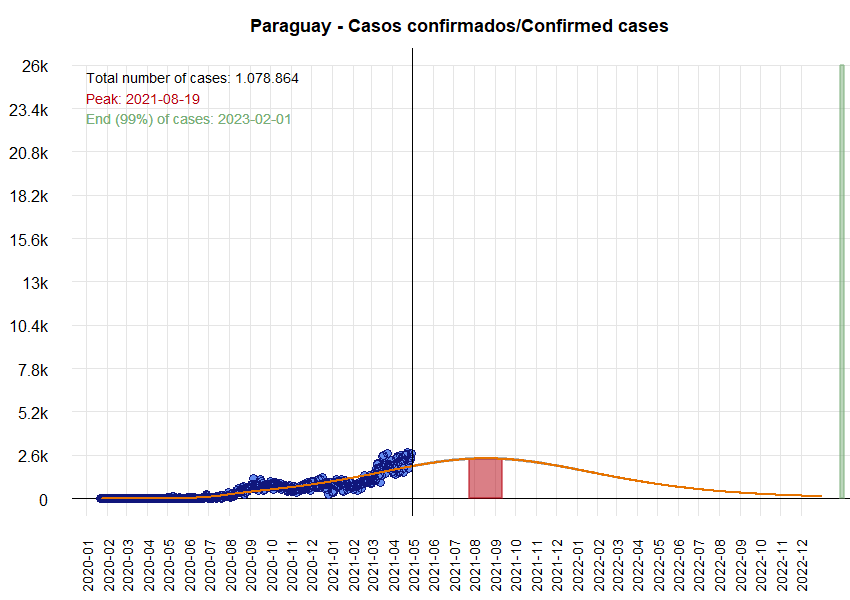 Paraguay - Casos confirmados/Confirmed cases
26k
23.4k
20.8k
18.2k
15.6k
13k
10.4k
7.8k
5.2k
2.6k
0
Total number of cases: 1.078.864
Peak: 2021-08-19
End (99%) of cases: 2023-02-01
2020-01
2020-02
2020-03
2020-04
2020-05
2020-06
2020-07
2020-08
2020-09
2020-10
2020-11
2020-12
2021-01
2021-02
2021-03
2021-04
2021-05
2021-06
2021-07
2021-08
2021-09
2021-10
2021-11
2021-12
2022-01
2022-02
2022-03
2022-04
2022-05
2022-06
2022-07
2022-08
2022-09
2022-10
2022-11
2022-12